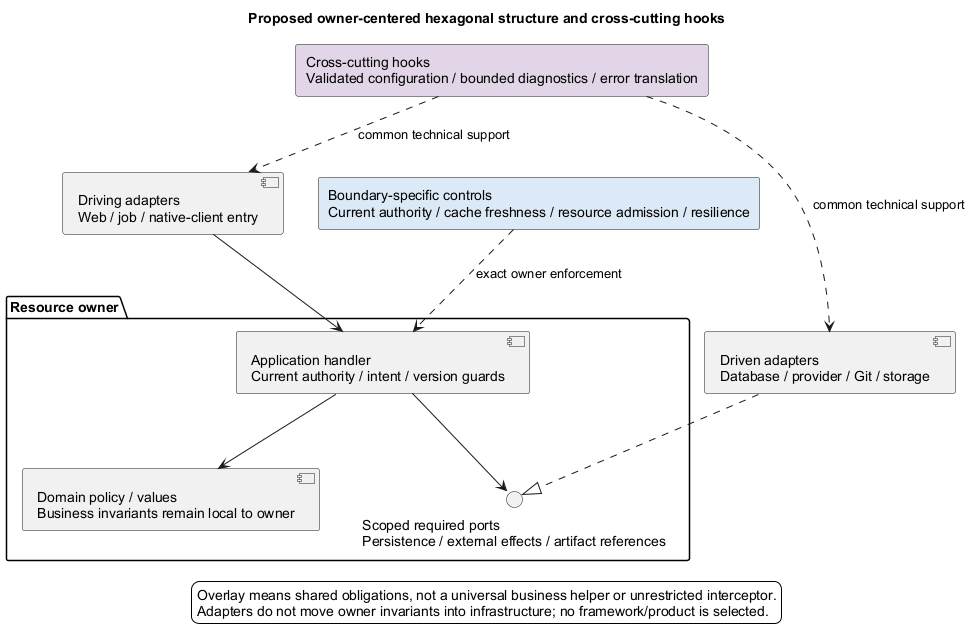 Proposed owner-centered hexagonal structure and cross-cutting hooks
Cross-cutting hooks
Validated configuration / bounded diagnostics / error translation
common technical support
Driving adapters
Web / job / native-client entry
Boundary-specific controls
Current authority / cache freshness / resource admission / resilience
common technical support
exact owner enforcement
Resource owner
Application handler
Current authority / intent / version guards
Driven adapters
Database / provider / Git / storage
Domain policy / values
Business invariants remain local to owner
Scoped required ports
Persistence / external effects / artifact references
Overlay means shared obligations, not a universal business helper or unrestricted interceptor.
Adapters do not move owner invariants into infrastructure; no framework/product is selected.